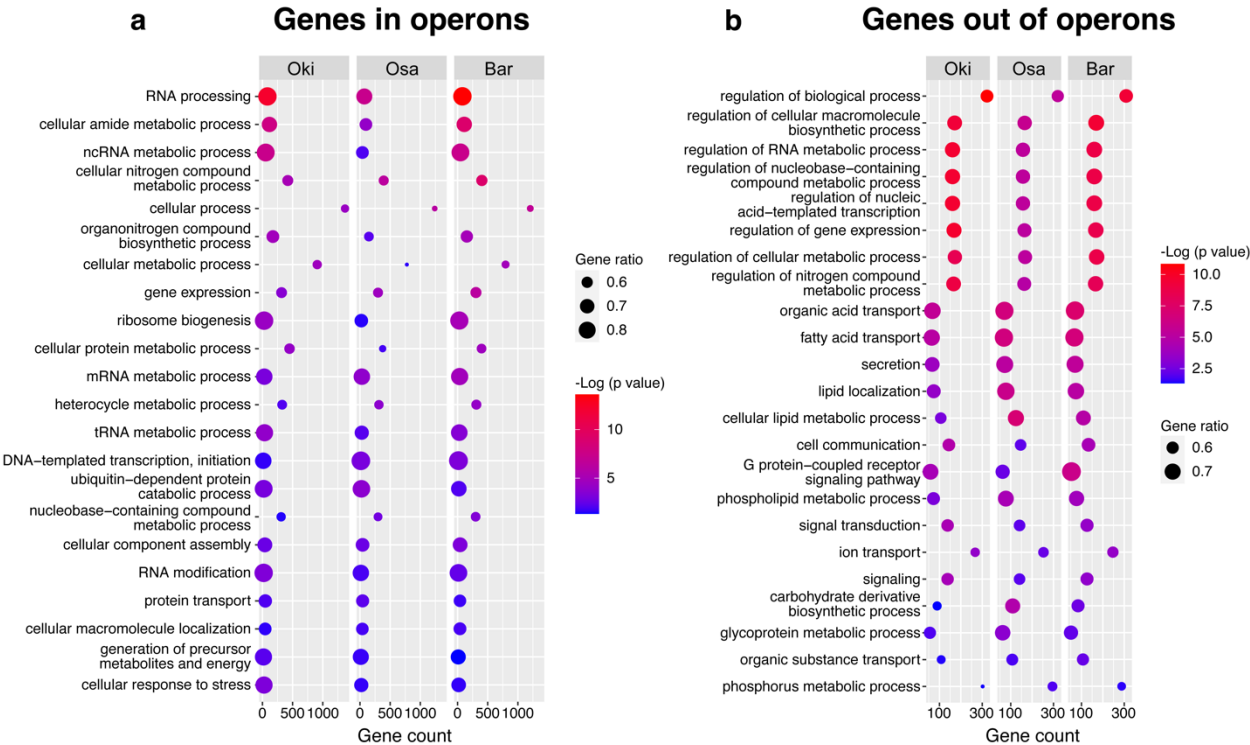 a
Genes in operons
Oki
Osa
Bar
RNA processing
cellular amide metabolic process
ncRNA metabolic process
cellular nitrogen compound
metabolic process
cellular process
organonitrogen compound
biosynthetic process
cellular metabolic process
gene expression
ribosome biogenesis
cellular protein metabolic process
mRNA metabolic process
heterocycle metabolic process
tRNA metabolic process
DNA−templated transcription, initiation
ubiquitin−dependent protein
catabolic process
nucleobase−containing compound
metabolic process
cellular component assembly
RNA modification
protein transport
cellular macromolecule localization
generation of precursor
metabolites and energy
cellular response to stress
0 500 1000
0 500 1000
0 500 1000
Gene count
Gene ratio
0.6
0.7
0.8
-Log (p value)
10
5
b
Genes out of operons
Oki
Osa
Bar
regulation of biological process
regulation of cellular macromolecule
biosynthetic process
regulation of RNA metabolic process
regulation of nucleobase−containing
compound metabolic process
regulation of nucleic
acid−templated transcription
regulation of gene expression
regulation of cellular metabolic process
regulation of nitrogen compound
metabolic process
organic acid transport
fatty acid transport
secretion
lipid localization
cellular lipid metabolic process
cell communication
G protein−coupled receptor
signaling pathway
phospholipid metabolic process
signal transduction
ion transport
signaling
carbohydrate derivative
biosynthetic process
glycoprotein metabolic process
organic substance transport
phosphorus metabolic process
100 300
100 300
100 300
Gene count
-Log (p value)
10.0
7.5
5.0
2.5
Gene ratio
0.6
0.7